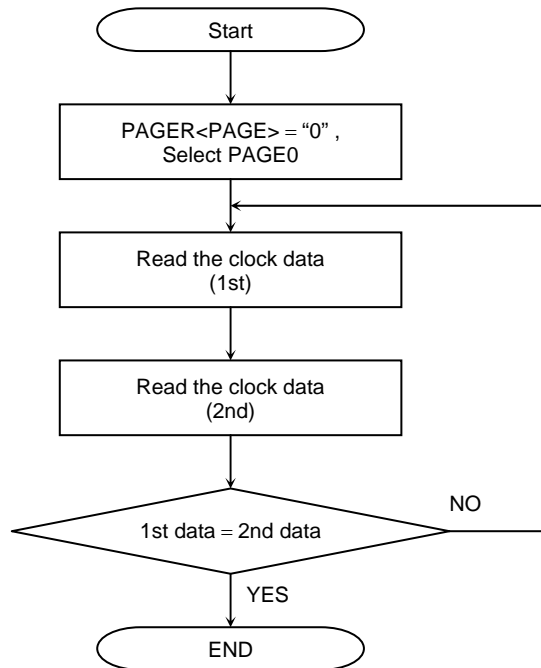 Start
PAGER<PAGE> = “0” ,
Select PAGE0
Read the clock data
(1st)
Read the clock data
(2nd)
1st data = 2nd data
NO
YES
END